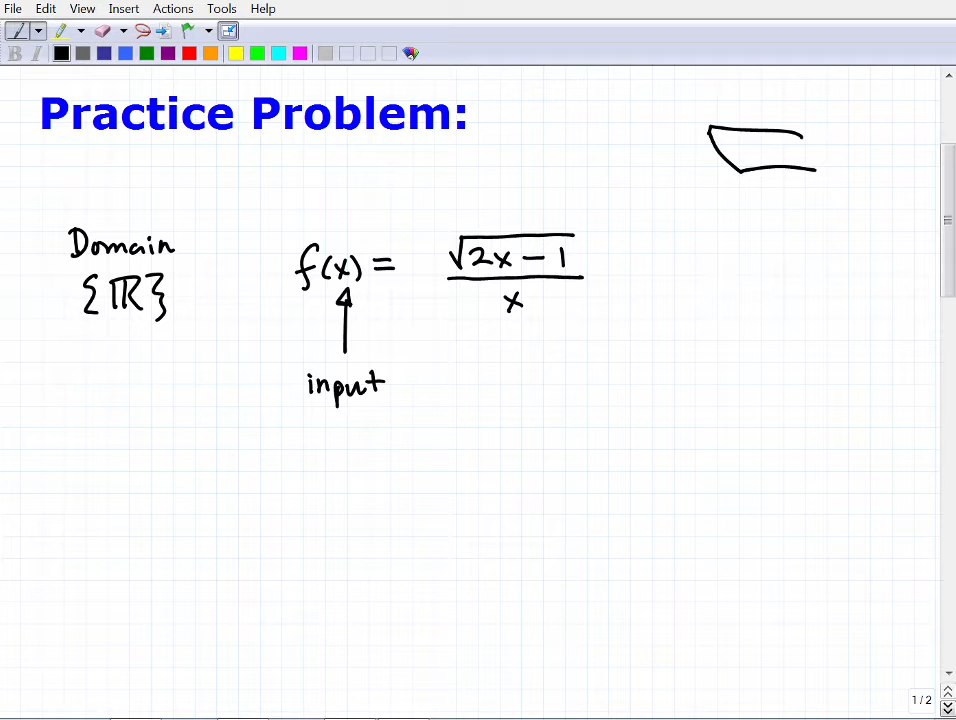 File Edit View Insert Actions Tools Help
B I
Practice Problem:
Domain
{ℝ}
f(x) = √(2x − 1) / x
input
1 / 2